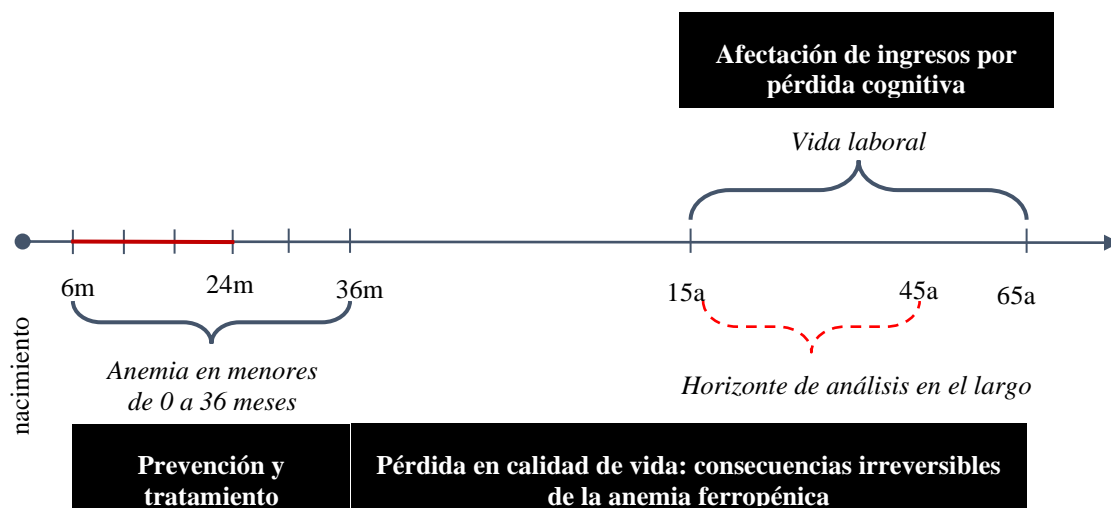 Afectación de ingresos por
pérdida cognitiva
Vida laboral
6m
24m
36m
15a
45a
65a
nacimiento
Anemia en menores
de 0 a 36 meses
Horizonte de análisis en el largo
Prevención y
tratamiento
Pérdida en calidad de vida: consecuencias irreversibles
de la anemia ferropénica